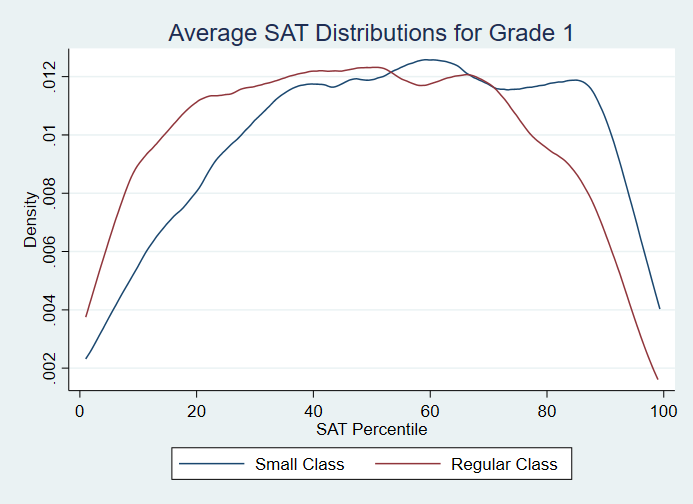 Average SAT Distributions for Grade 1
Density
.012
.01
.008
.006
.004
.002
0 20 40 60 80 100
SAT Percentile
Small Class Regular Class